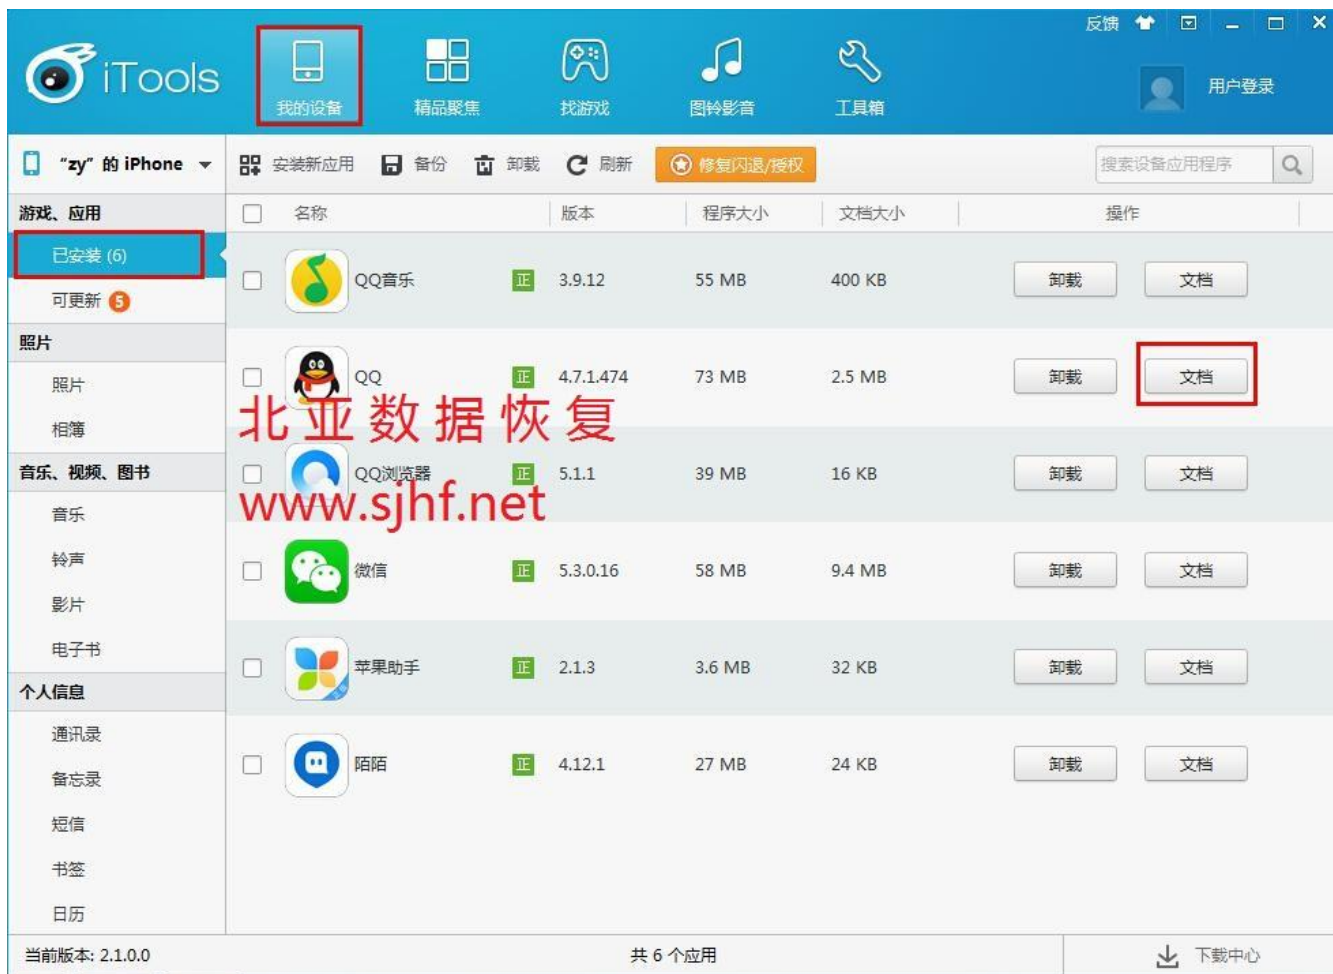 反馈
iTools
我的设备 精品聚焦 找游戏 图铃影音 工具箱 用户登录
“zy” 的 iPhone 安装新应用 备份 卸载 刷新 修复闪退/授权 搜索设备应用程序
游戏、应用 名称 版本 程序大小 文档大小 操作
已安装 (6)
QQ音乐 正 3.9.12 55 MB 400 KB 卸载 文档
可更新 5
照片
照片 QQ 正 4.7.1.474 73 MB 2.5 MB 卸载 文档
北亚数据恢复
相簿
音乐、视频、图书 QQ浏览器 正 5.1.1 39 MB 16 KB 卸载 文档
www.sjhf.net
音乐
铃声 微信 正 5.3.0.16 58 MB 9.4 MB 卸载 文档
影片
电子书
苹果助手 正 2.1.3 3.6 MB 32 KB 卸载 文档
个人信息
通讯录
陌陌 正 4.12.1 27 MB 24 KB 卸载 文档
备忘录
短信
书签
日历
当前版本: 2.1.0.0 共 6 个应用 下载中心